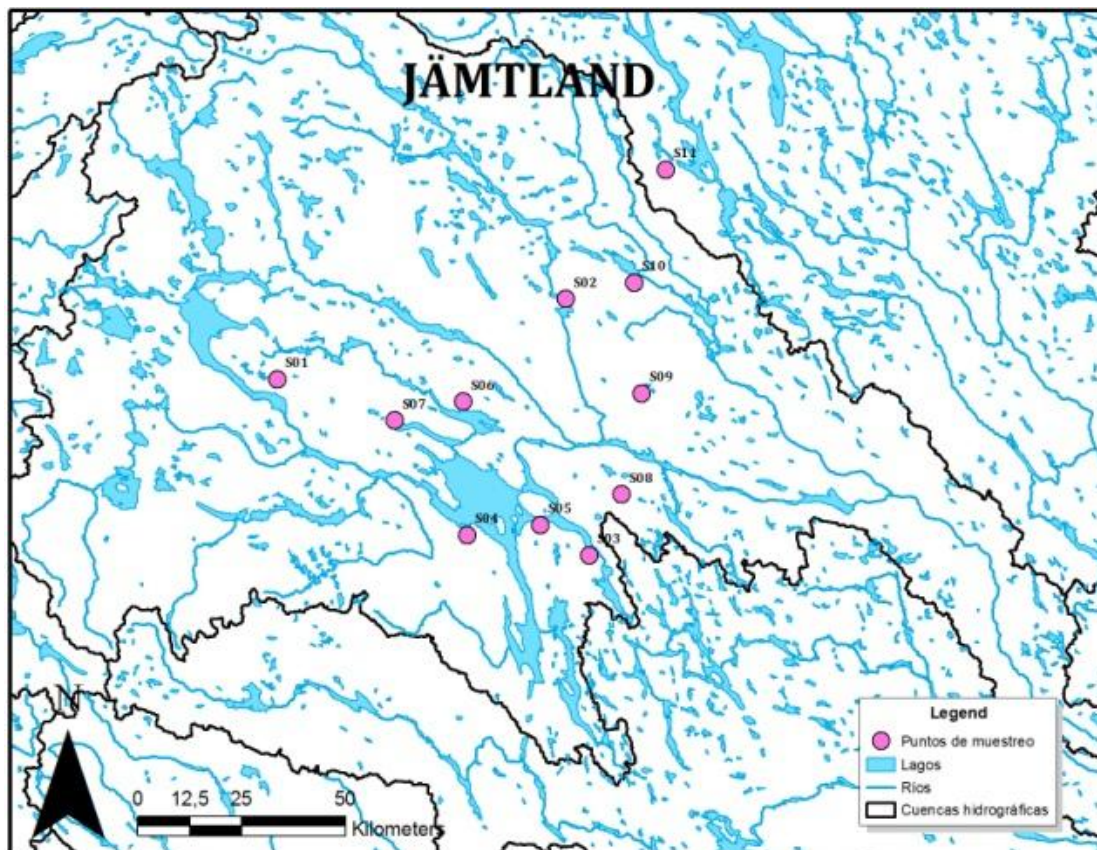 JÄMTLAND
S11
S10
S02
S01
S06
S07
S09
S08
S05
S04
S03
N
0 12,5 25 50
Kilometers
Legend
Puntos de muestreo
Lagos
Ríos
Cuencas hidrográficas